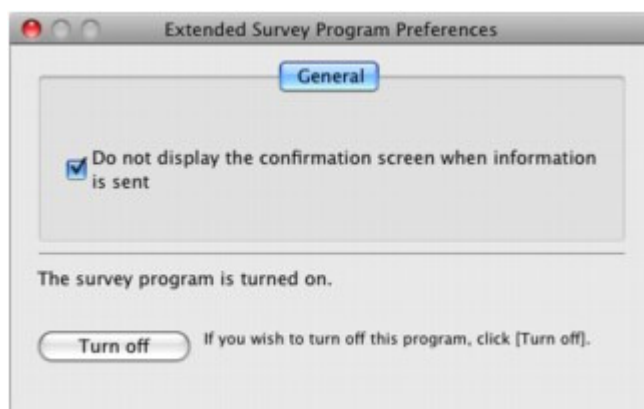 Extended Survey Program Preferences
General
Do not display the confirmation screen when information
is sent
The survey program is turned on.
Turn off
If you wish to turn off this program, click [Turn off].